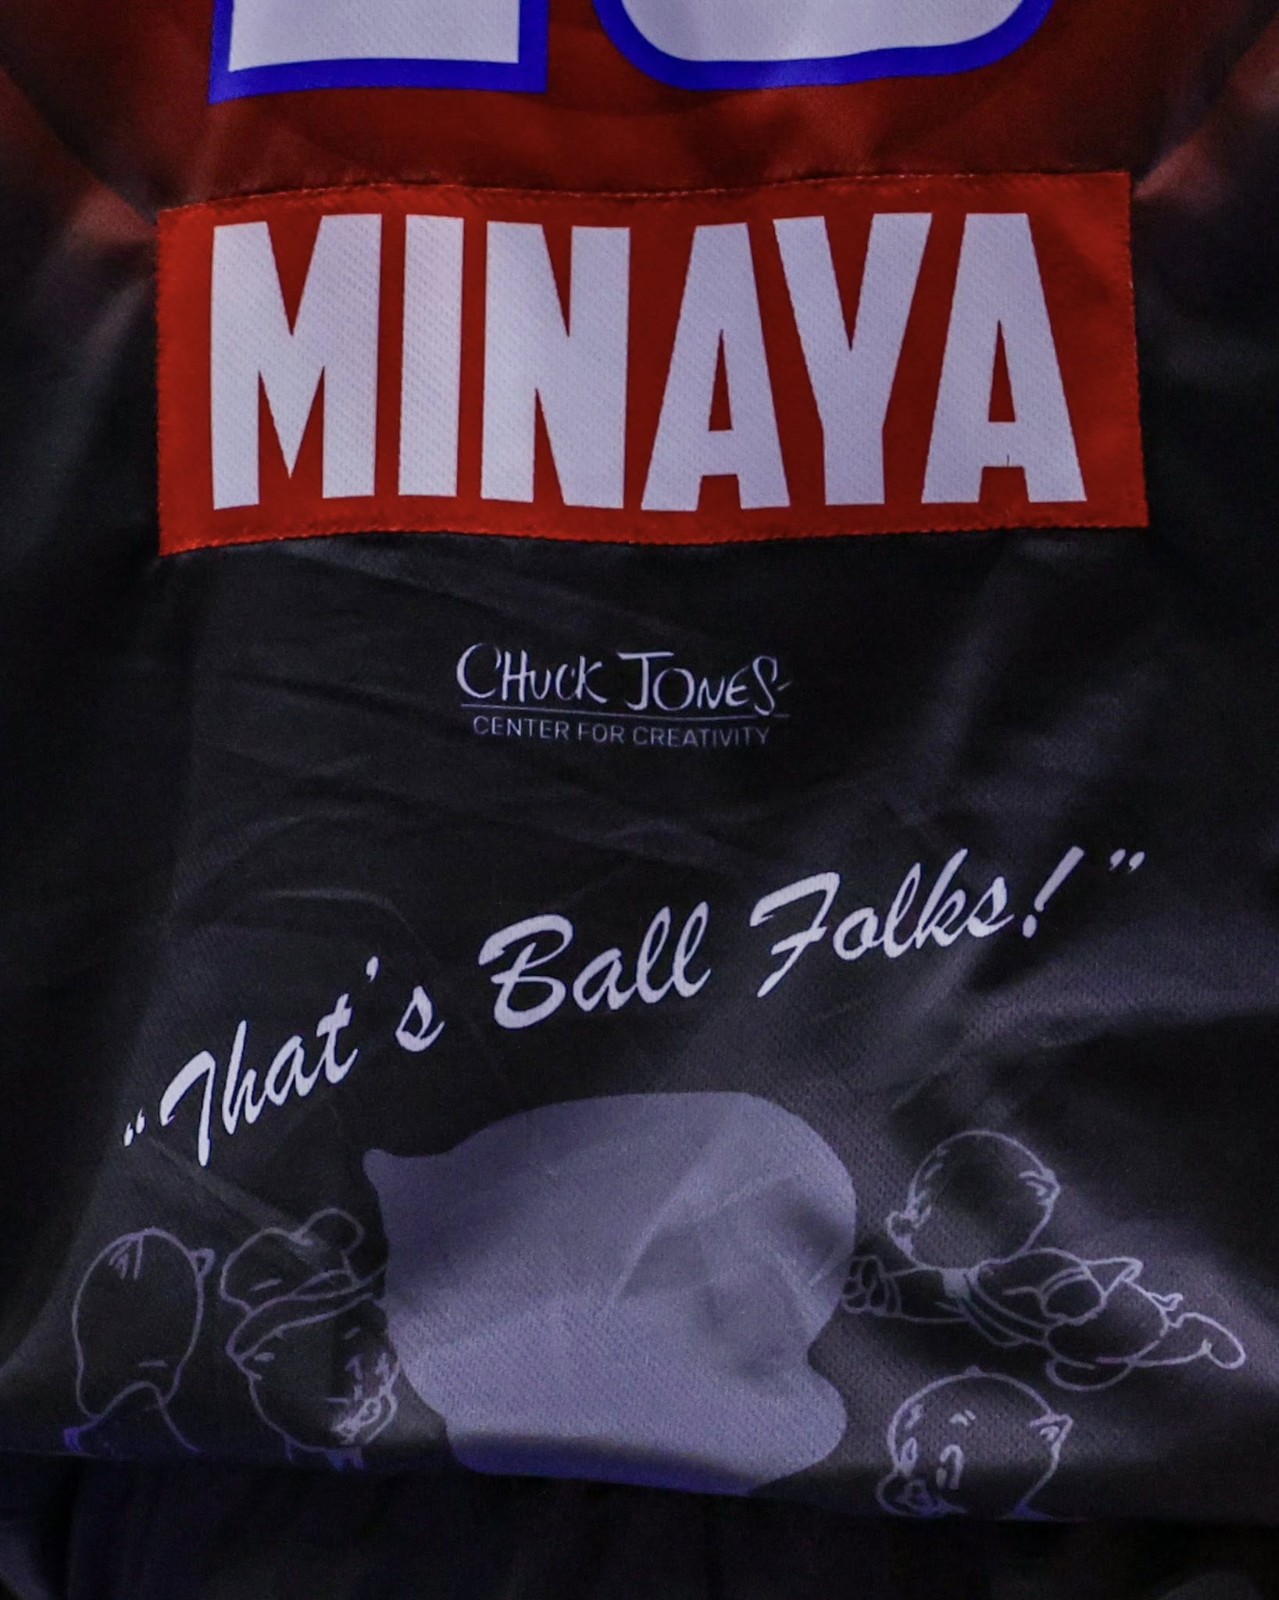 MINAYA
CHUCK JONES
CENTER FOR CREATIVITY
"That's Ball Folks!"